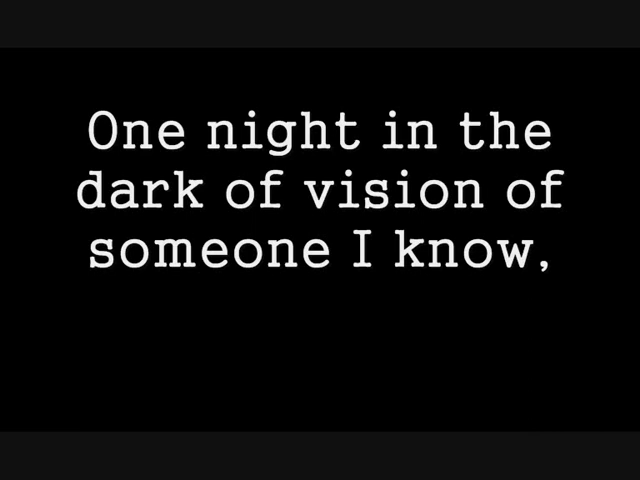 One night in the
dark of vision of
someone I know,